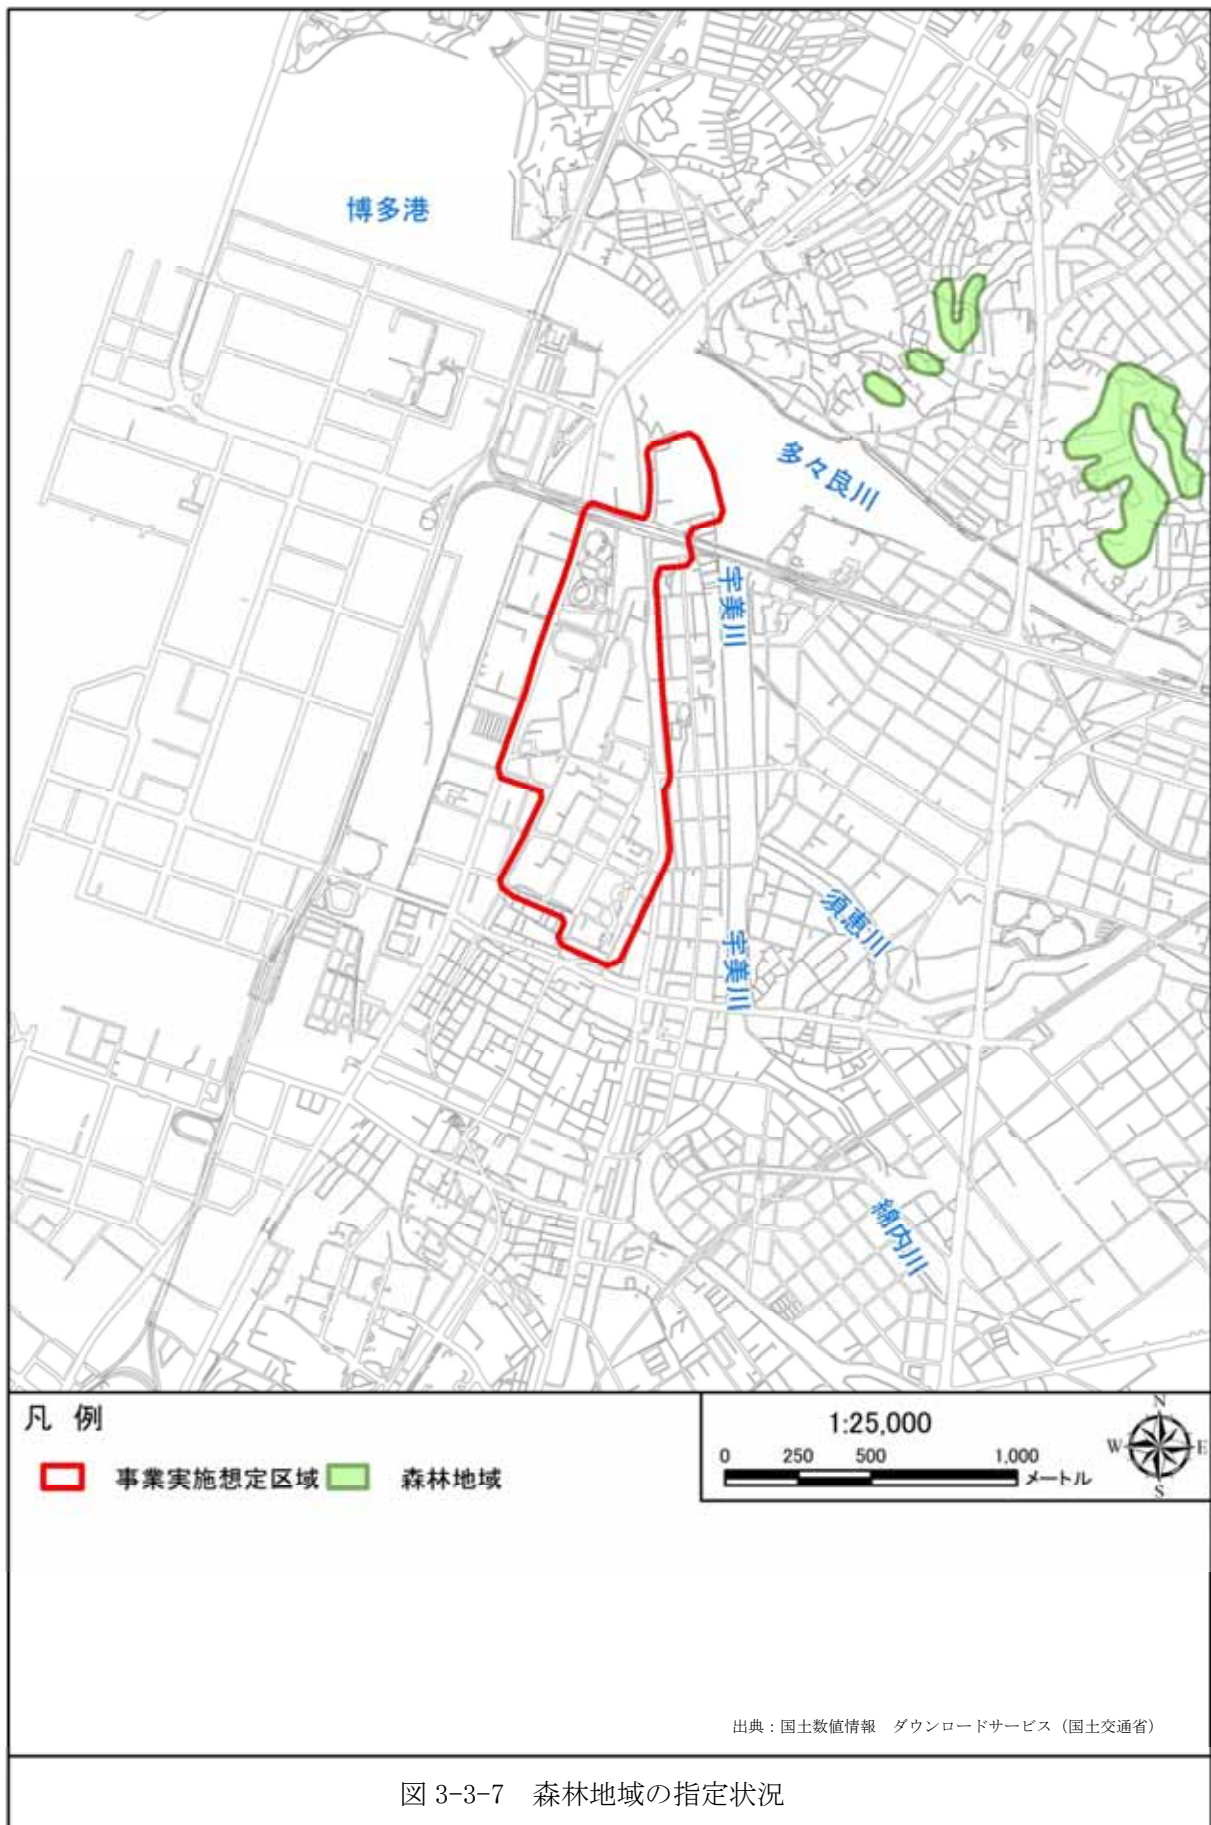 博多港
多々良川
宇美川
須恵川
宇美川
綿内川
凡 例
事業実施想定区域
森林地域
1:25,000
0 250 500 1,000
メートル
N
W E
S
出典：国土数値情報 ダウンロードサービス（国土交通省）
図 3-3-7 森林地域の指定状況